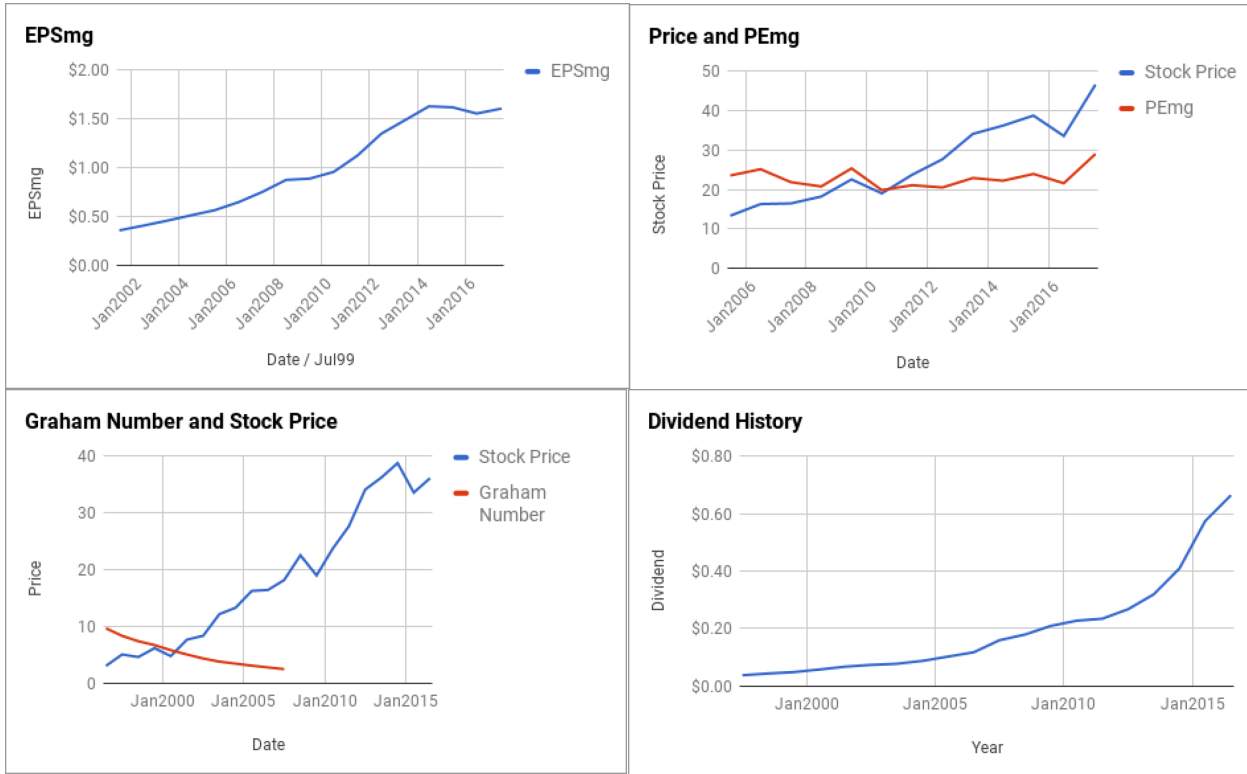 EPSmg
$2.00
$1.50
$1.00
$0.50
$0.00
EPSmg
Jan2002
Jan2004
Jan2006
Jan2008
Jan2010
Jan2012
Jan2014
Jan2016
Date / Jul99
EPSmg
Price and PEmg
50
40
30
20
10
0
Stock Price
Jan2006
Jan2008
Jan2010
Jan2012
Jan2014
Jan2016
Date
Stock Price
PEmg
Graham Number and Stock Price
40
30
20
10
0
Price
Jan2000
Jan2005
Jan2010
Jan2015
Date
Stock Price
Graham
Number
Dividend History
$0.80
$0.60
$0.40
$0.20
$0.00
Dividend
Jan2000
Jan2005
Jan2010
Jan2015
Year